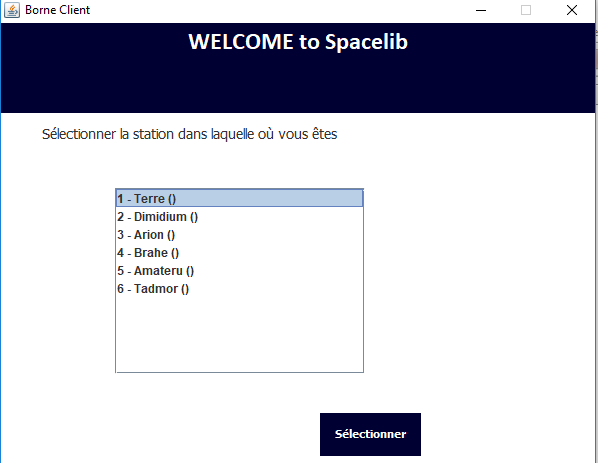 Borne Client
WELCOME to Spacelib
Sélectionner la station dans laquelle où vous êtes
1 - Terre ()
2 - Dimidium ()
3 - Arion ()
4 - Brahe ()
5 - Amateru ()
6 - Tadmor ()
Sélectionner